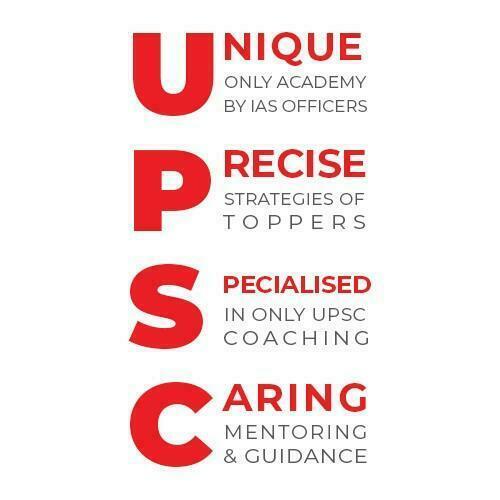 UNIQUE
ONLY ACADEMY
BY IAS OFFICERS
PRECISE
STRATEGIES OF
TOPPERS
SPECIALISED
IN ONLY UPSC
COACHING
CARING
MENTORING
& GUIDANCE